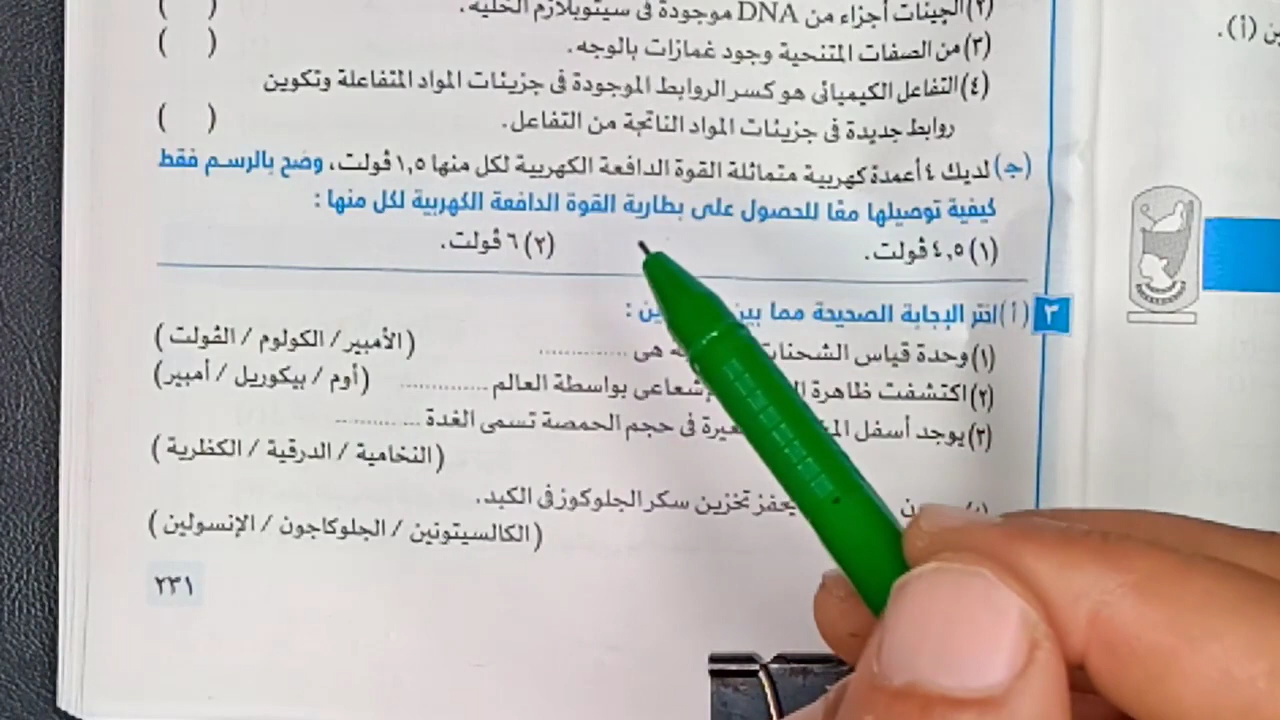 (٢) الجينات أجزاء من DNA موجودة فى سيتوبلازم الخلية. ( )
(٣) من الصفات المتنحية وجود غمازات بالوجه. ( )
(٤) التفاعل الكيميائى هو كسر الروابط الموجودة فى جزيئات المواد المتفاعلة وتكوين
روابط جديدة فى جزيئات المواد الناتجة من التفاعل. ( )
(جـ) لديك ٤ أعمدة كهربية متماثلة القوة الدافعة الكهربية لكل منها ١,٥ ڤولت، وضح بالرسم فقط
كيفية توصيلها معًا للحصول على بطارية القوة الدافعة الكهربية لكل منها :
(١) ٤,٥ ڤولت. (٢) ٦ ڤولت.
٣ (أ) اختر الإجابة الصحيحة مما بين :
(١) وحدة قياس الشحنات هى .............. (الأمبير / الكولوم / الڤولت)
(٢) اكتشفت ظاهرة بواسطة العالم .............. (أوم / بيكوريل / أمبير)
(٣) يوجد أسفل فى حجم الحمصة تسمى الغدة ..............
(النخامية / الدرقية / الكظرية)
يحفز تخزين سكر الجلوكوز فى الكبد.
(الكالسيتونين / الجلوكاجون / الإنسولين)
٢٣١
ين (أ).